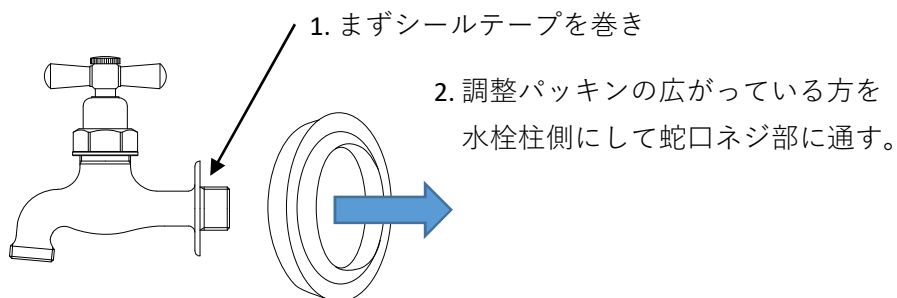 1. まずシールテープを巻き
2. 調整パッキンの広がっている方を
水栓柱側にして蛇口ネジ部に通す。